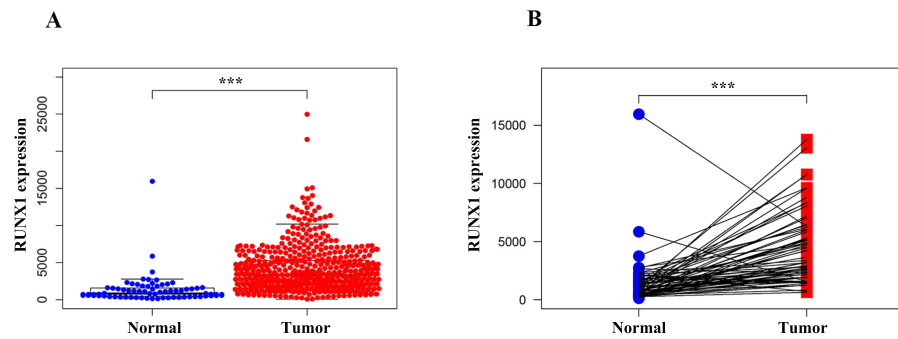 A
B
***
***
RUNX1 expression
0
5000
15000
25000
Normal
Tumor
RUNX1 expression
0
5000
10000
15000
Normal
Tumor